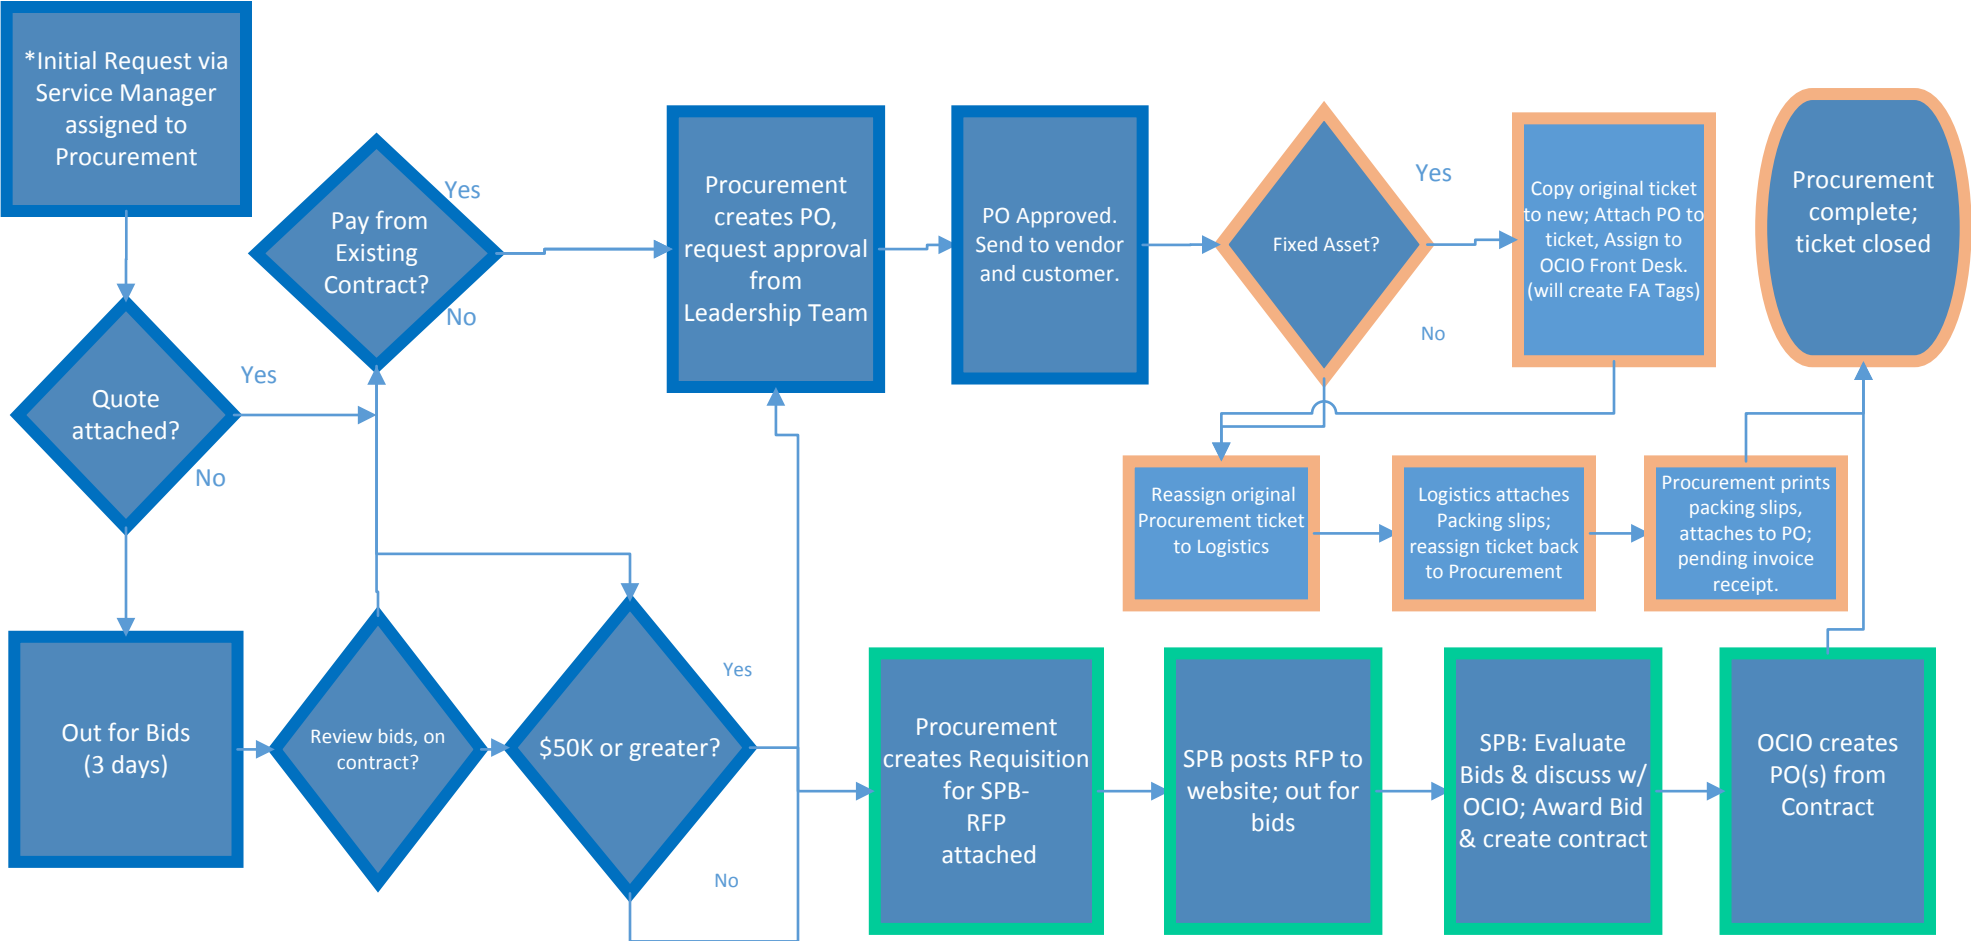 *Initial Request via
Service Manager
assigned to
Procurement
Quote
attached?
Yes
No
Out for Bids
(3 days)
Pay from
Existing
Contract?
Yes
No
Review bids, on
contract?
$50K or greater?
Yes
No
Procurement
creates PO,
request approval
from
Leadership Team
PO Approved.
Send to vendor
and customer.
Fixed Asset?
Yes
No
Copy original ticket
to new; Attach PO to
ticket, Assign to
OCIO Front Desk.
(will create FA Tags)
Reassign original
Procurement ticket
to Logistics
Logistics attaches
Packing slips;
reassign ticket back
to Procurement
Procurement prints
packing slips,
attaches to PO;
pending invoice
receipt.
Procurement
complete;
ticket closed
Procurement
creates Requisition
for SPB-
RFP
attached
SPB posts RFP to
website; out for
bids
SPB: Evaluate
Bids & discuss w/
OCIO; Award Bid
& create contract
OCIO creates
PO(s) from
Contract